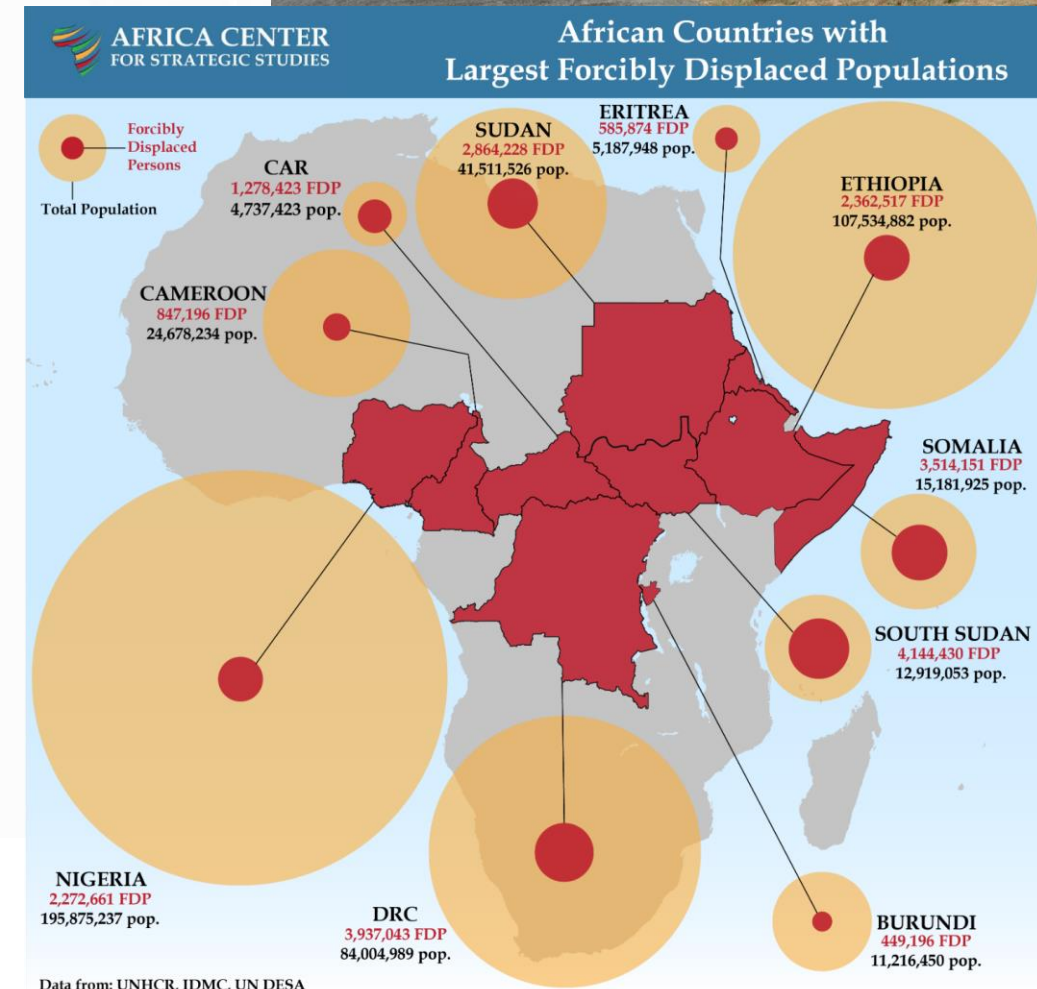 AFRICA CENTER
FOR STRATEGIC STUDIES
African Countries with
Largest Forcibly Displaced Populations
Forcibly
Displaced
Persons
Total Population
CAR
1,278,423 FDP
4,737,423 pop.
SUDAN
2,864,228 FDP
41,511,526 pop.
ERITREA
585,874 FDP
5,187,948 pop.
ETHIOPIA
2,362,517 FDP
107,534,882 pop.
CAMEROON
847,196 FDP
24,678,234 pop.
SOMALIA
3,514,151 FDP
15,181,925 pop.
SOUTH SUDAN
4,144,430 FDP
12,919,053 pop.
NIGERIA
2,272,661 FDP
195,875,237 pop.
DRC
3,937,043 FDP
84,004,989 pop.
BURUNDI
449,196 FDP
11,216,450 pop.
Data from: UNHCR, IDMC, UN DESA